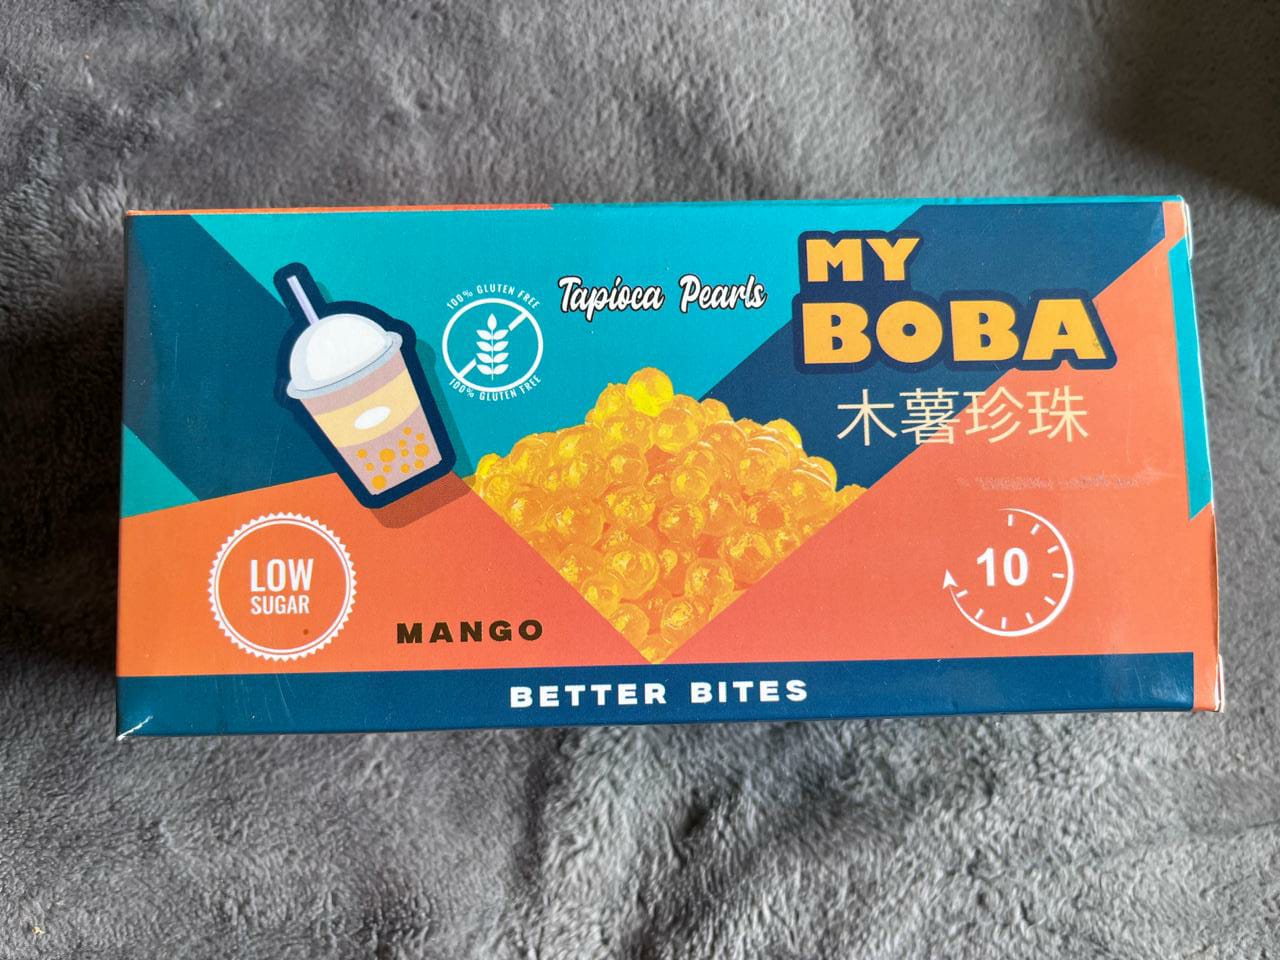 MY
BOBA
木薯珍珠
Tapioca Pearls
100% GLUTEN FREE
100% GLUTEN FREE
LOW
SUGAR
MANGO
10
BETTER BITES